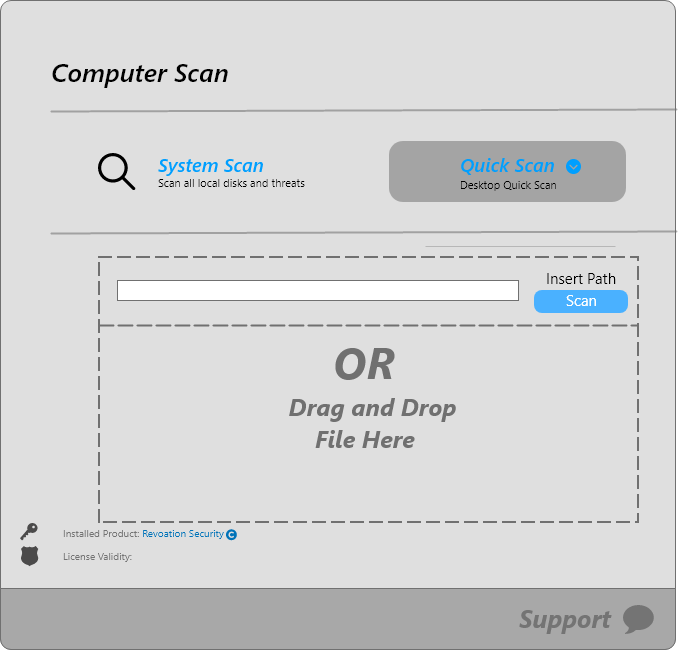 Computer Scan
System Scan
Scan all local disks and threats
Quick Scan
Desktop Quick Scan
Insert Path
Scan
OR
Drag and Drop
File Here
Installed Product: Revoation Security C
License Validity:
Support